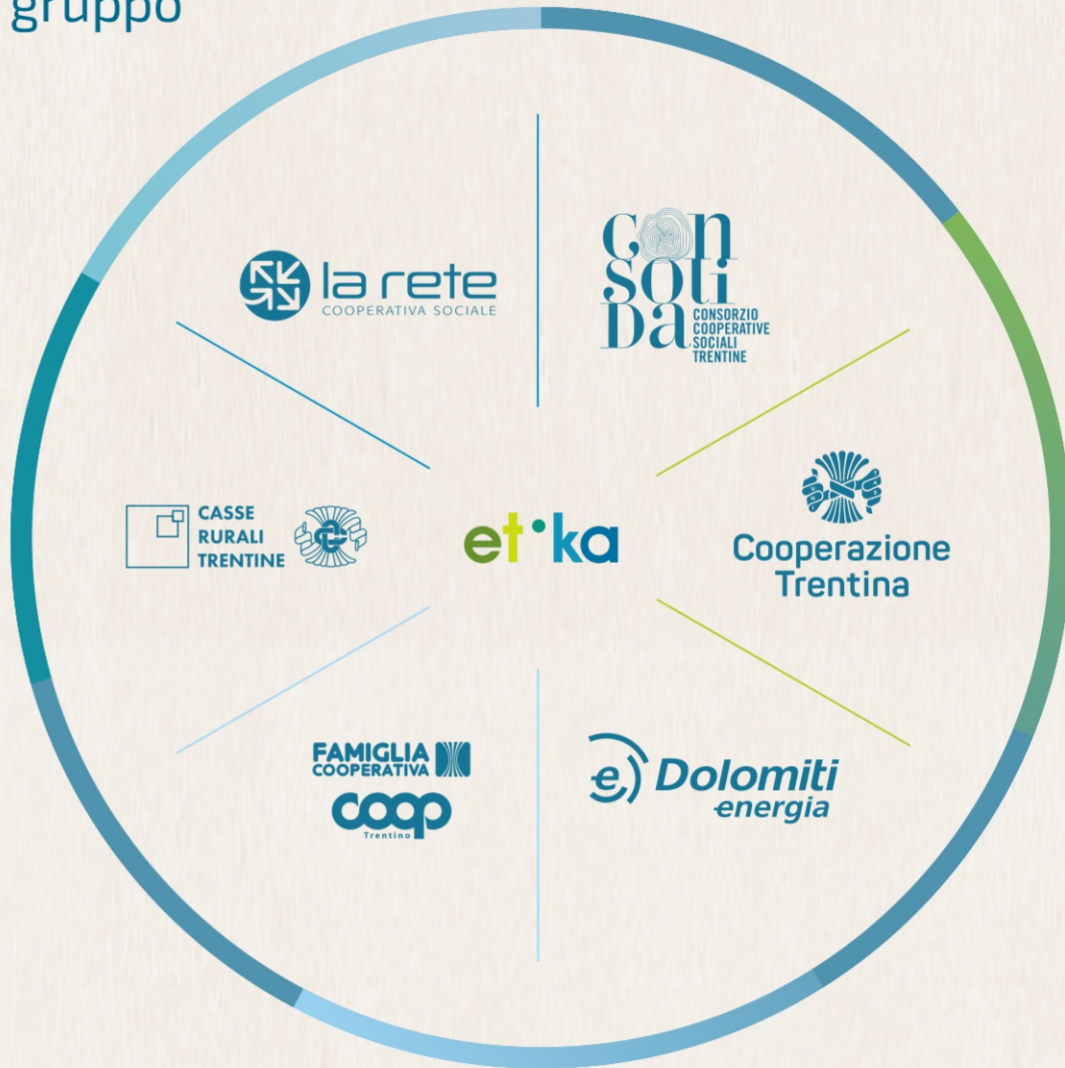 gruppo
la rete
COOPERATIVA SOCIALE
con
soli
Da
CONSORZIO
COOPERATIVE
SOCIALI
TRENTINE
CASSE
RURALI
TRENTINE
et•ka
Cooperazione
Trentina
FAMIGLIA
COOPERATIVA
coop
Trentino
e Dolomiti
energia